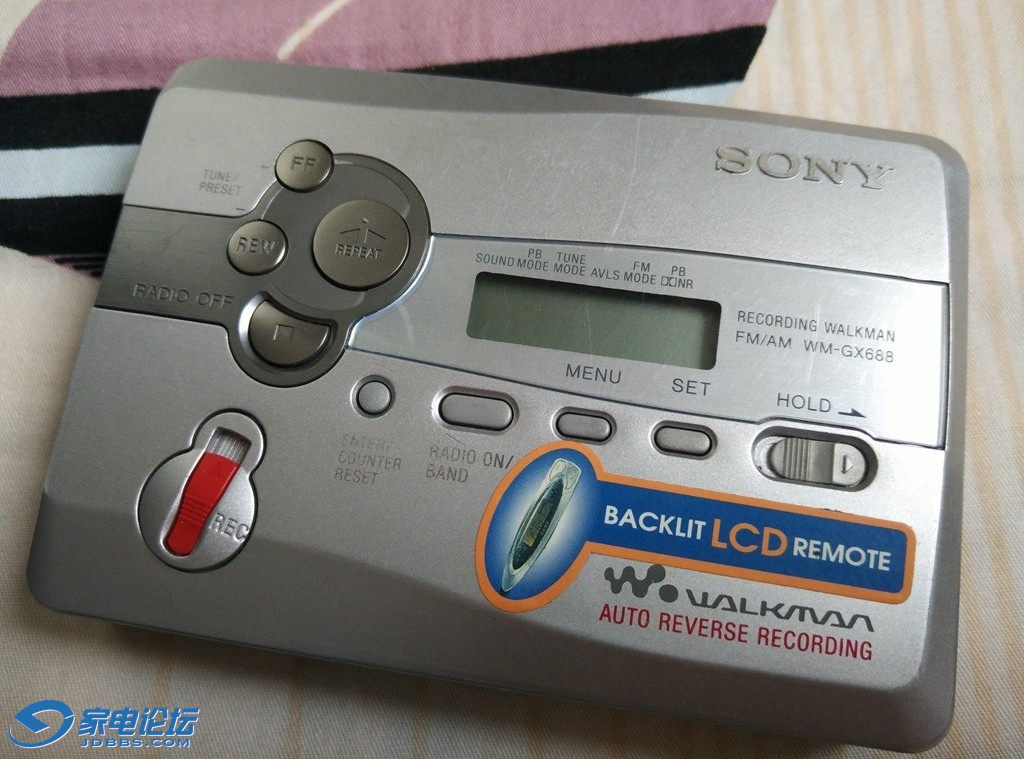 SONY
FF
TUNE/
PRESET
+
−
REW
REPEAT
RADIO OFF
SOUND PB MODE TUNE MODE AVLS FM MODE PB DNR
RECORDING WALKMAN
FM/AM WM-GX688
MENU
SET
HOLD
ENTER/
COUNTER
RESET
RADIO ON/
BAND
REC
BACKLIT LCD REMOTE
WALKMAN
AUTO REVERSE RECORDING
家电论坛
JDBBS.COM